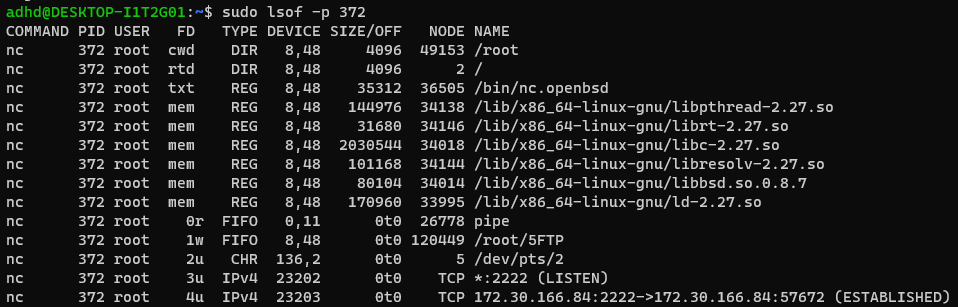 adhd@DESKTOP-I1T2G01:~$ sudo lsof -p 372
COMMAND PID USER   FD   TYPE DEVICE SIZE/OFF   NODE NAME
nc      372 root  cwd    DIR   8,48     4096  49153 /root
nc      372 root  rtd    DIR   8,48     4096      2 /
nc      372 root  txt    REG   8,48    35312  36505 /bin/nc.openbsd
nc      372 root  mem    REG   8,48   144976  34138 /lib/x86_64-linux-gnu/libpthread-2.27.so
nc      372 root  mem    REG   8,48    31680  34146 /lib/x86_64-linux-gnu/librt-2.27.so
nc      372 root  mem    REG   8,48  2030544  34018 /lib/x86_64-linux-gnu/libc-2.27.so
nc      372 root  mem    REG   8,48   101168  34144 /lib/x86_64-linux-gnu/libresolv-2.27.so
nc      372 root  mem    REG   8,48    80104  34014 /lib/x86_64-linux-gnu/libbsd.so.0.8.7
nc      372 root  mem    REG   8,48   170960  33995 /lib/x86_64-linux-gnu/ld-2.27.so
nc      372 root    0r  FIFO   0,11      0t0  26778 pipe
nc      372 root    1w  FIFO   8,48      0t0 120449 /root/5FTP
nc      372 root    2u   CHR  136,2      0t0      5 /dev/pts/2
nc      372 root    3u  IPv4  23202      0t0    TCP *:2222 (LISTEN)
nc      372 root    4u  IPv4  23203      0t0    TCP 172.30.166.84:2222->172.30.166.84:57672 (ESTABLISHED)